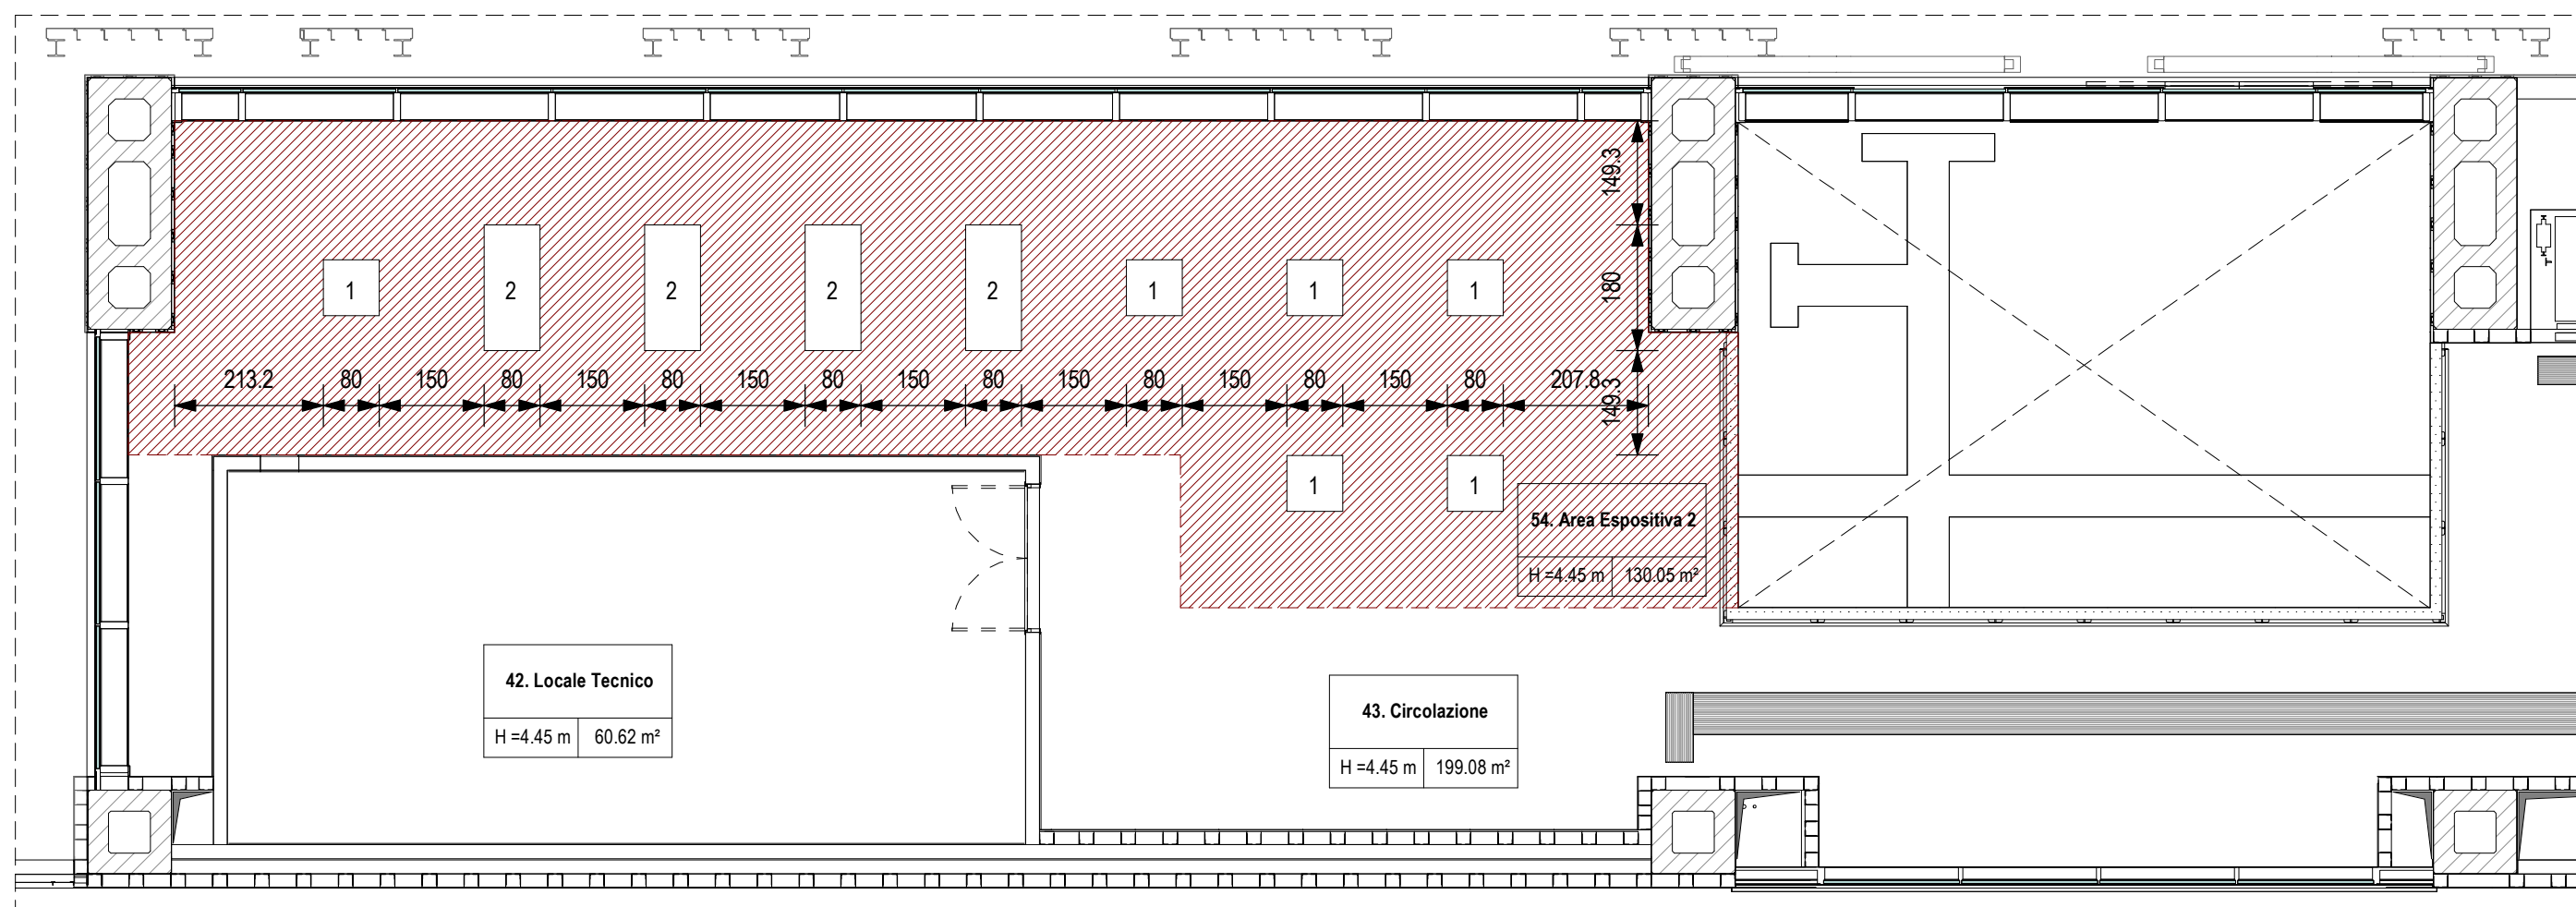 149.3
180
149.3
1 2 2 2 2 1 1 1
213.2 80 150 80 150 80 150 80 150 80 150 80 150 80 150 80 207.8
1 1
54. Area Espositiva 2
H =4.45 m 130.05 m²
42. Locale Tecnico
H =4.45 m 60.62 m²
43. Circolazione
H =4.45 m 199.08 m²